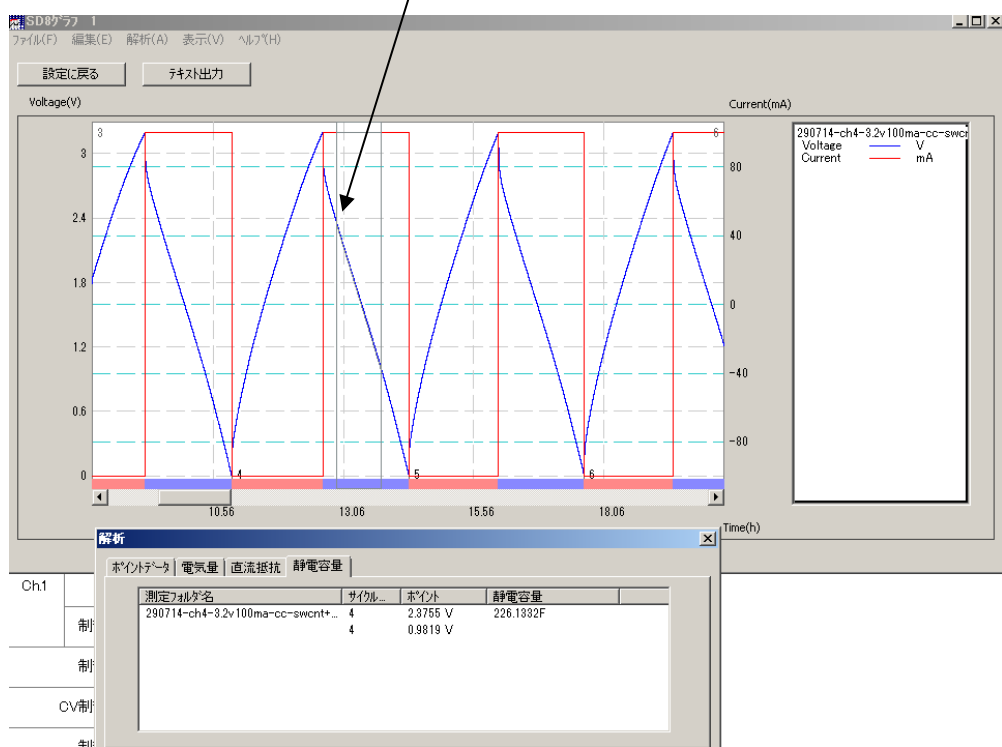 SD8ｸﾞﾗﾌ 1
ﾌｧｲﾙ(F) 編集(E) 解析(A) 表示(V) ﾍﾙﾌﾟ(H)
設定に戻る ﾃｷｽﾄ出力
Voltage(V) Current(mA)
3 6
3 80
2.4 40
1.8 0
1.2 -40
0.6 -80
0
4 5 6
10.56 13.06 15.56 18.06
Time(h)
290714-ch4-3.2v100ma-cc-swcn
Voltage V
Current mA
解析
ﾎﾟｲﾝﾄﾃﾞｰﾀ 電気量 直流抵抗 静電容量
測定ﾌｫﾙﾀﾞ名 ｻｲｸﾙ... ﾎﾟｲﾝﾄ 静電容量
290714-ch4-3.2v100ma-cc-swcnt+... 4 2.3755 V 226.1332F
4 0.9819 V
Ch.1
制
制
CV制